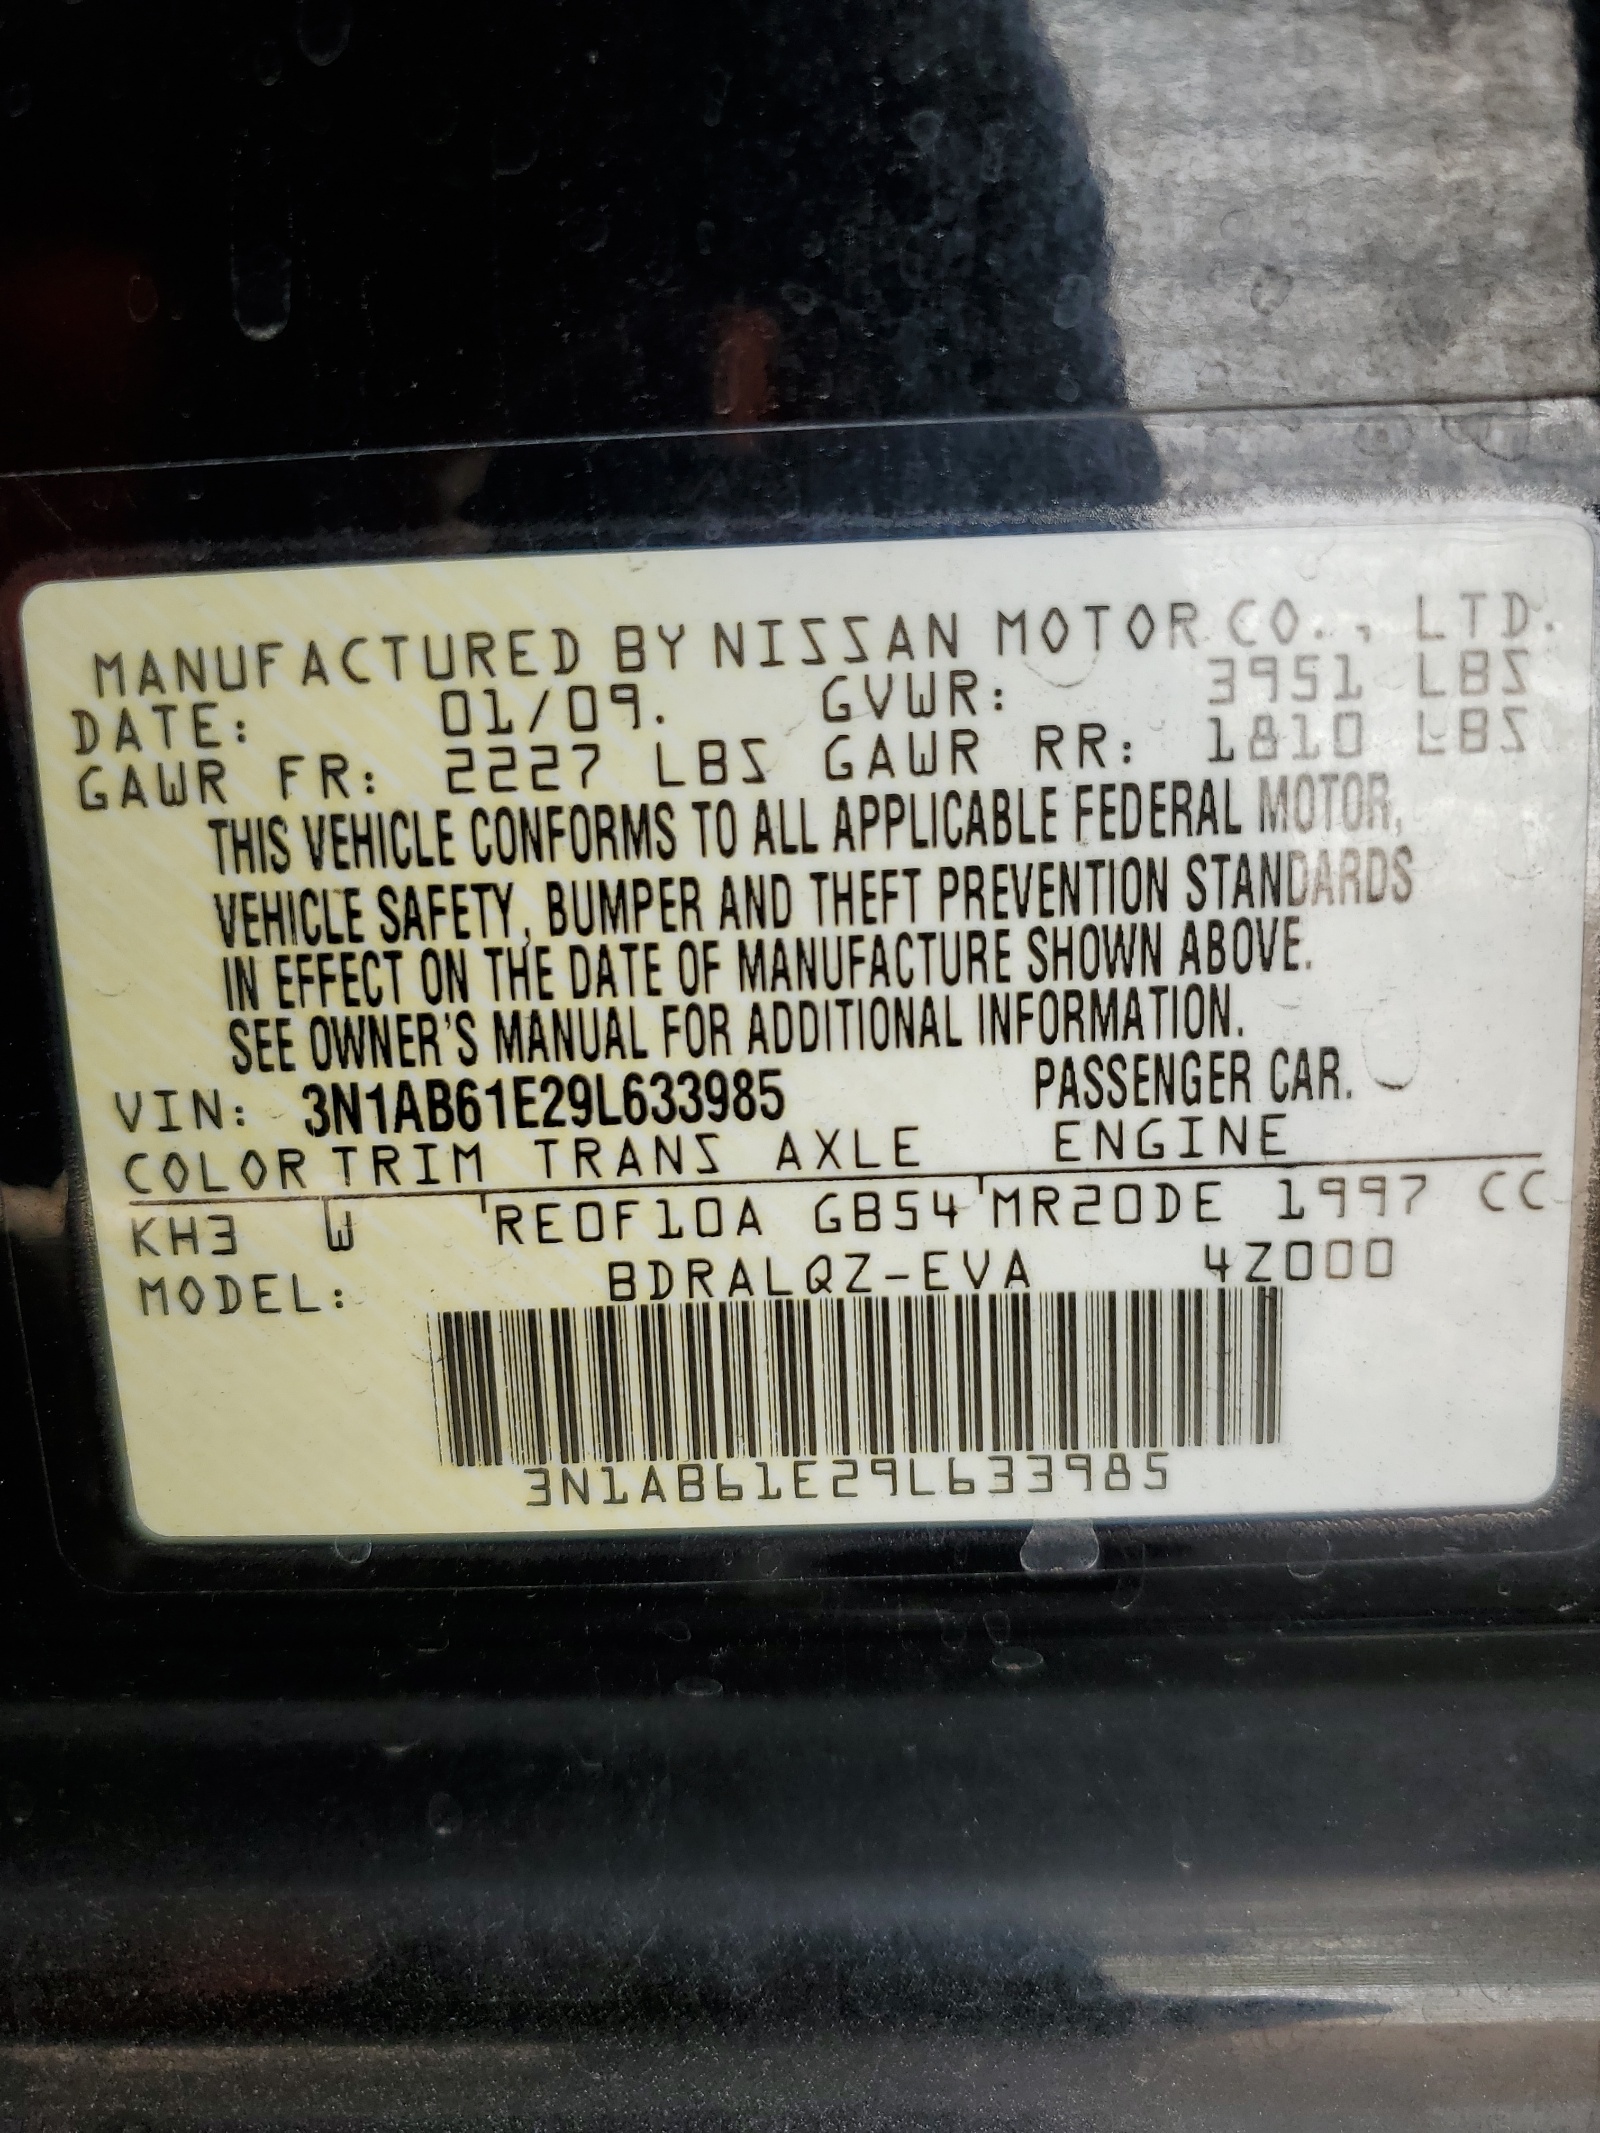 MANUFACTURED BY NISSAN MOTOR CO., LTD.
DATE: 01/09. GVWR: 3951 LBS
GAWR FR: 2227 LBS GAWR RR: 1810 LBS
THIS VEHICLE CONFORMS TO ALL APPLICABLE FEDERAL MOTOR,
VEHICLE SAFETY, BUMPER AND THEFT PREVENTION STANDARDS
IN EFFECT ON THE DATE OF MANUFACTURE SHOWN ABOVE.
SEE OWNER'S MANUAL FOR ADDITIONAL INFORMATION.
VIN: 3N1AB61E29L633985 PASSENGER CAR.
COLOR TRIM TRANS AXLE ENGINE
KH3 W RE0F10A GB54 MR20DE 1997 CC
MODEL: BDRALQZ-EVA 4Z000
3N1AB61E29L633985